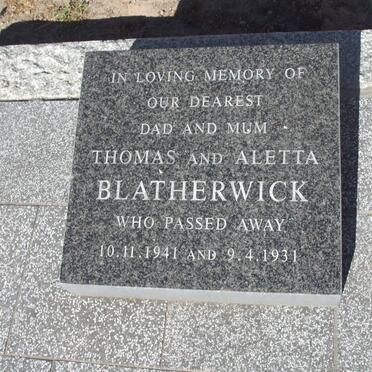 IN LOVING MEMORY OF
OUR DEAREST
DAD AND MUM
THOMAS AND ALETTA
BLATHERWICK
WHO PASSED AWAY
10.11.1941 AND 9.4.1931